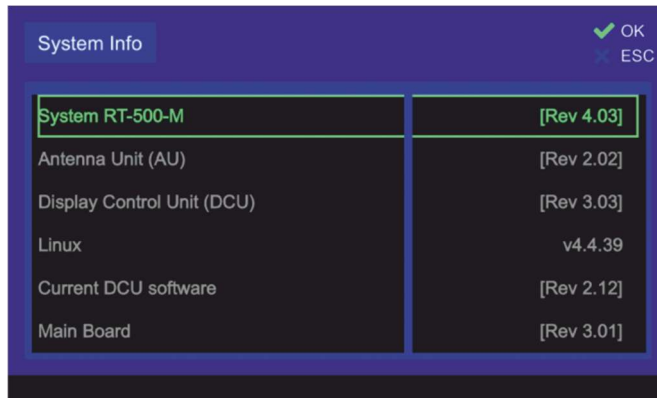 System Info
OK
ESC
System RT-500-M [Rev 4.03]
Antenna Unit (AU) [Rev 2.02]
Display Control Unit (DCU) [Rev 3.03]
Linux v4.4.39
Current DCU software [Rev 2.12]
Main Board [Rev 3.01]